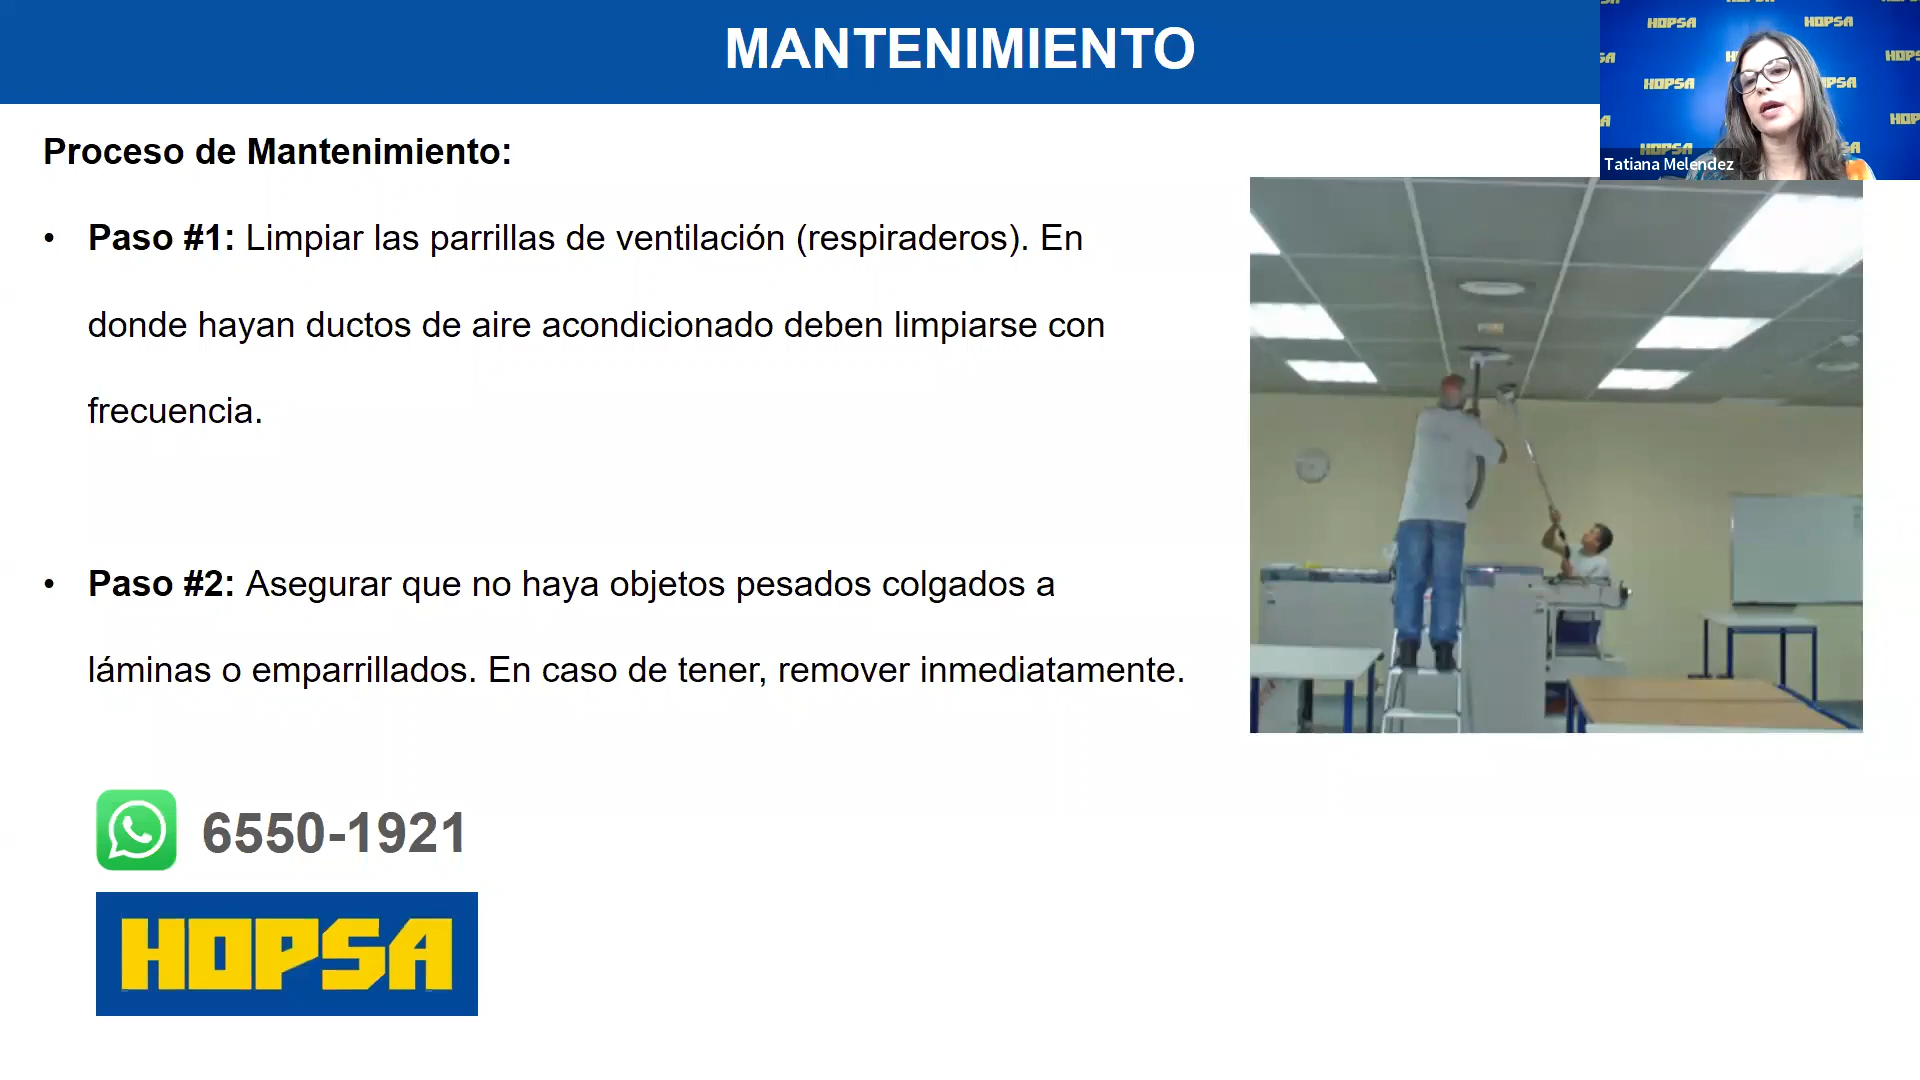 MANTENIMIENTO
HOPSA HOPSA
HOPSA
HOPSA
HOPSA
Tatiana Melendez
Proceso de Mantenimiento:
• Paso #1: Limpiar las parrillas de ventilación (respiraderos). En
donde hayan ductos de aire acondicionado deben limpiarse con
frecuencia.
• Paso #2: Asegurar que no haya objetos pesados colgados a
láminas o emparrillados. En caso de tener, remover inmediatamente.
6550-1921
HOPSA